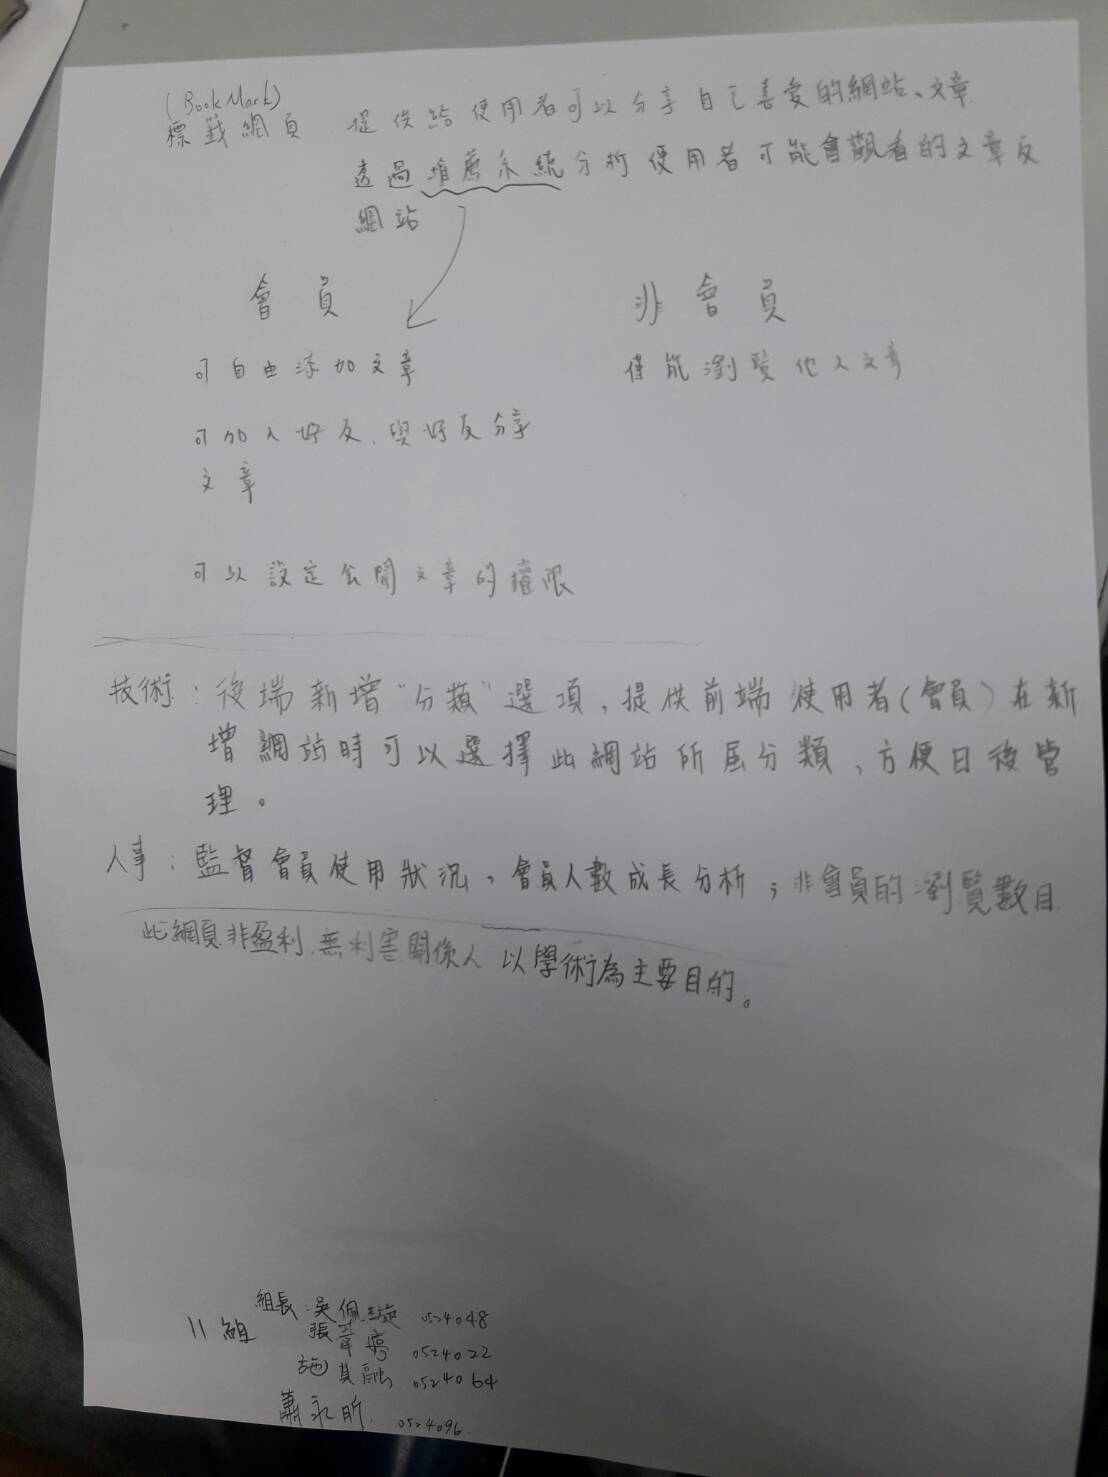 (BookMark)
標籤網頁 提供給使用者可以分享自己喜愛的網站、文章
透過推薦系統分析使用者可能會觀看的文章及
網站
會員
非會員
可自由添加文章
僅能瀏覽他人文章
可加入好友、與好友分享
文章
可以設定公開文章的權限
技術：後端新增"分類"選項，提供前端使用者(會員)在新
增網站時可以選擇此網站所屬分類，方便日後管
理。
人事：監督會員使用狀況，會員人數成長分析；非會員的瀏覽數目
此網頁非盈利、無利害關係人 以學術為主要目的。
11組
組長：吳佩璇 0524048
張葦婷 0524022
施其融 0524064
蕭永昕 0524096